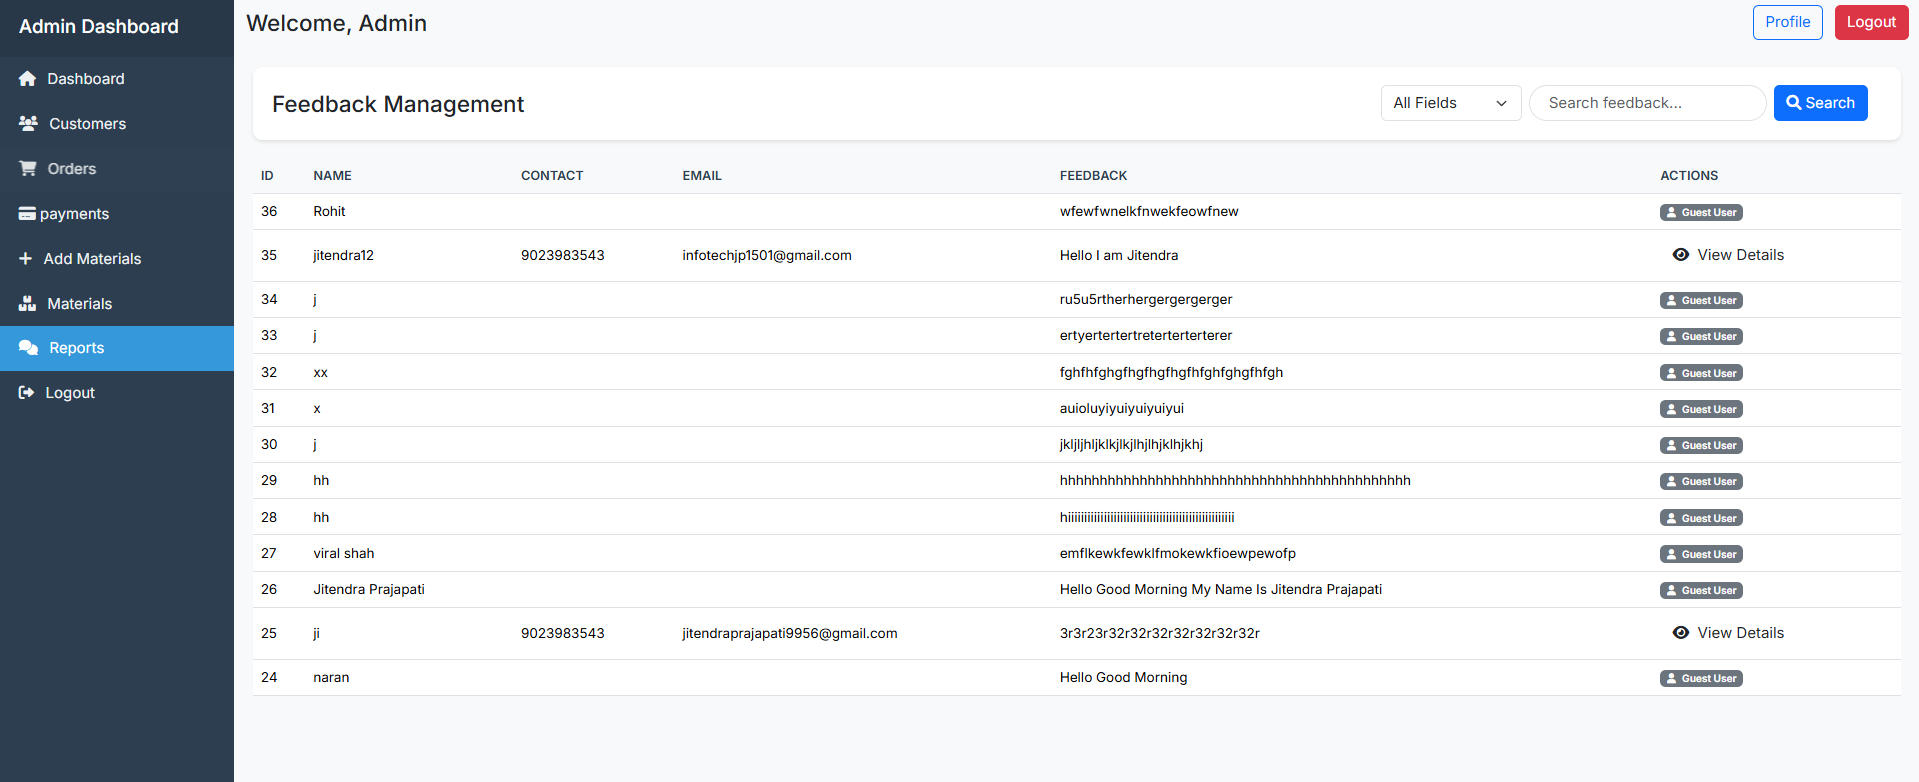 Admin Dashboard
Dashboard
Customers
Orders
payments
Add Materials
Materials
Reports
Logout
Welcome, Admin
Profile
Logout
Feedback Management
All Fields
Search feedback...
Search
ID NAME CONTACT EMAIL FEEDBACK ACTIONS
36 Rohit wfewfwnelkfnwekfeowfnew Guest User
35 jitendra12 9023983543 infotechjp1501@gmail.com Hello I am Jitendra View Details
34 j ru5u5rtherhergergergerger Guest User
33 j ertyertertertreterterterterer Guest User
32 xx fghfhfghgfhgfhgfhgfhfghfghgfhfgh Guest User
31 x auioluyiyuiyuiyuiyui Guest User
30 j jkljljhljklkjlkjlhjlhjklhjkhj Guest User
29 hh Guest User
28 hh Guest User
27 viral shah emflkewkfewklfmokewkfioewpewofp Guest User
26 Jitendra Prajapati Hello Good Morning My Name Is Jitendra Prajapati Guest User
25 ji 9023983543 jitendraprajapati9956@gmail.com 3r3r23r32r32r32r32r32r32r32r View Details
24 naran Hello Good Morning Guest User